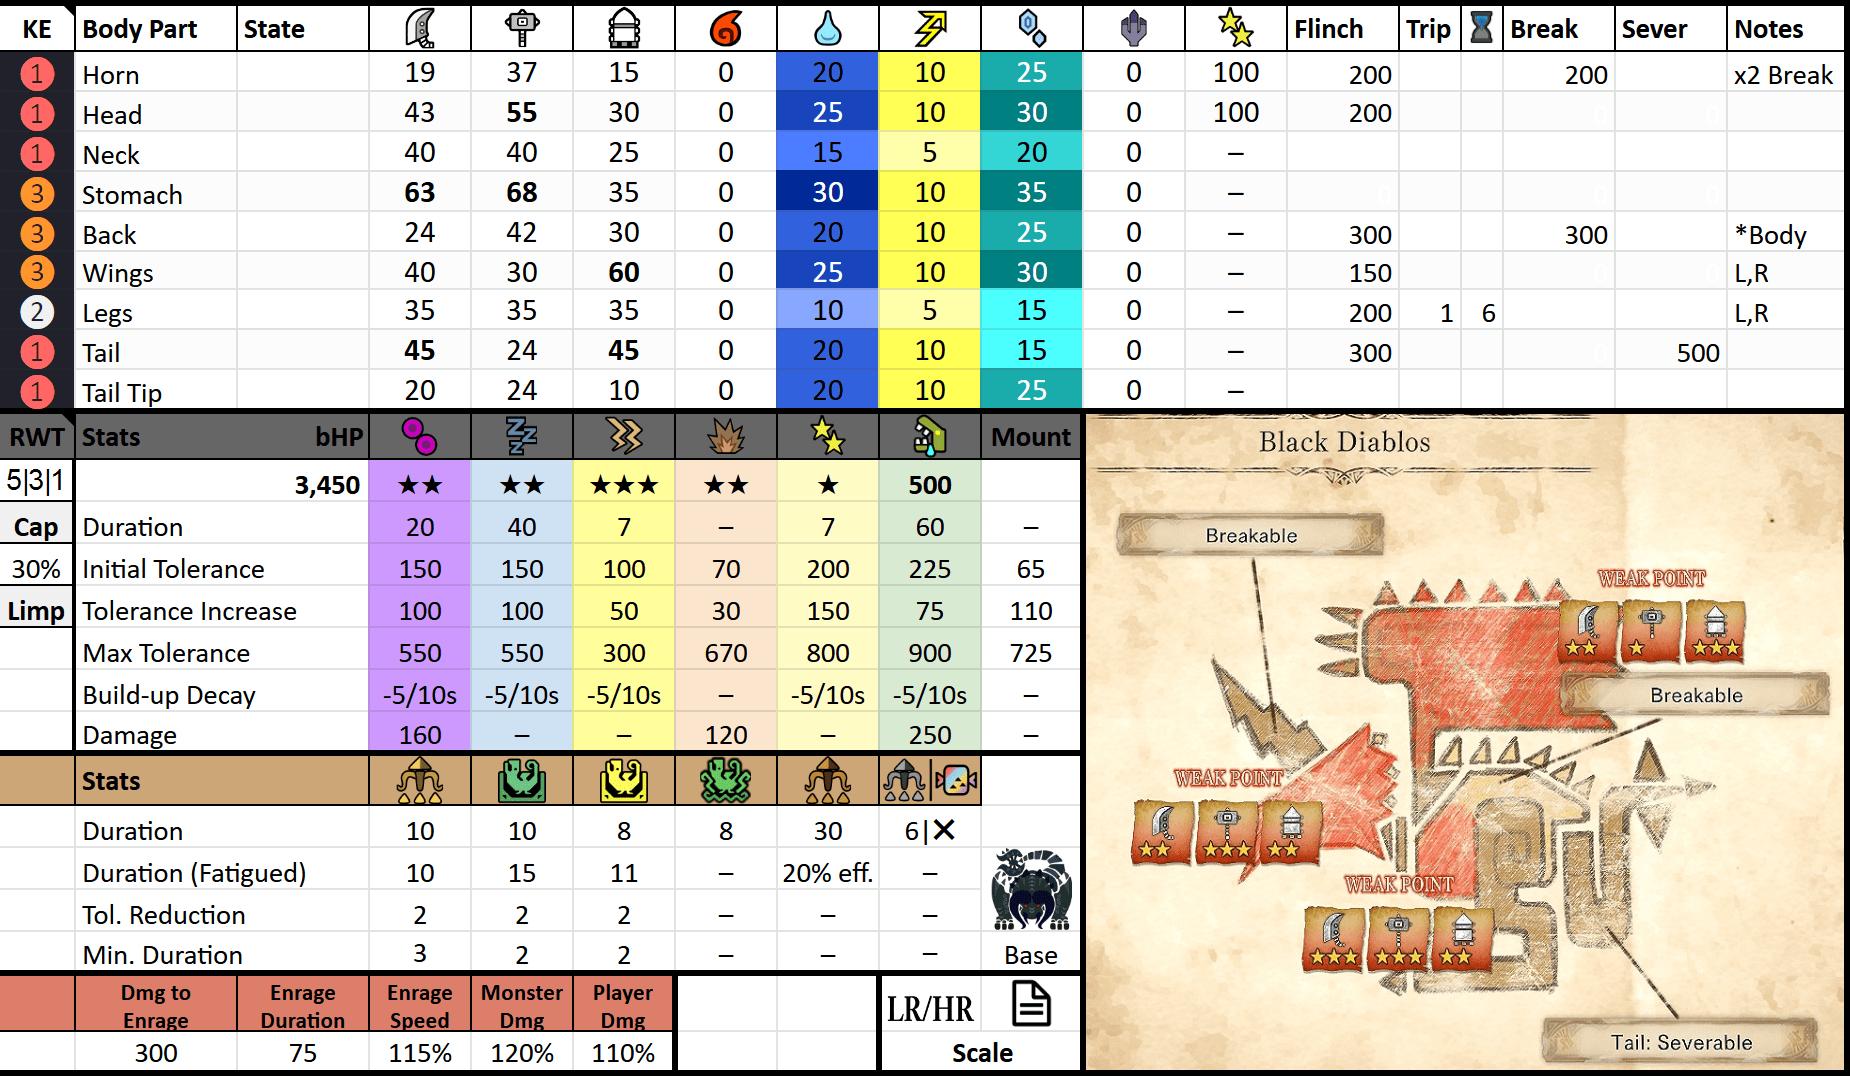 KE Body Part State Flinch Trip Break Sever Notes
1 Horn 19 37 15 0 20 10 25 0 100 200 200 x2 Break
1 Head 43 55 30 0 25 10 30 0 100 200
1 Neck 40 40 25 0 15 5 20 0 –
3 Stomach 63 68 35 0 30 10 35 0 –
3 Back 24 42 30 0 20 10 25 0 – 300 300 *Body
3 Wings 40 30 60 0 25 10 30 0 – 150 L,R
2 Legs 35 35 35 0 10 5 15 0 – 200 1 6 L,R
1 Tail 45 24 45 0 20 10 15 0 – 300 500
1 Tail Tip 20 24 10 0 20 10 25 0 –
RWT Stats bHP Mount
5|3|1 3,450 ★★ ★★ ★★★ ★★ ★ 500
Cap Duration 20 40 7 – 7 60 –
30% Initial Tolerance 150 150 100 70 200 225 65
Limp Tolerance Increase 100 100 50 30 150 75 110
Max Tolerance 550 550 300 670 800 900 725
Build-up Decay -5/10s -5/10s -5/10s – -5/10s -5/10s –
Damage 160 – – 120 – 250 –
Stats
Duration 10 10 8 8 30 6|✕
Duration (Fatigued) 10 15 11 – 20% eff. –
Tol. Reduction 2 2 2 – – –
Min. Duration 3 2 2 – – – Base
Dmg to Enrage Enrage Monster Player
Enrage Duration Speed Dmg Dmg
LR/HR
300 75 115% 120% 110% Scale
Black Diablos
Breakable
WEAK POINT
Breakable
WEAK POINT
WEAK POINT
Tail: Severable